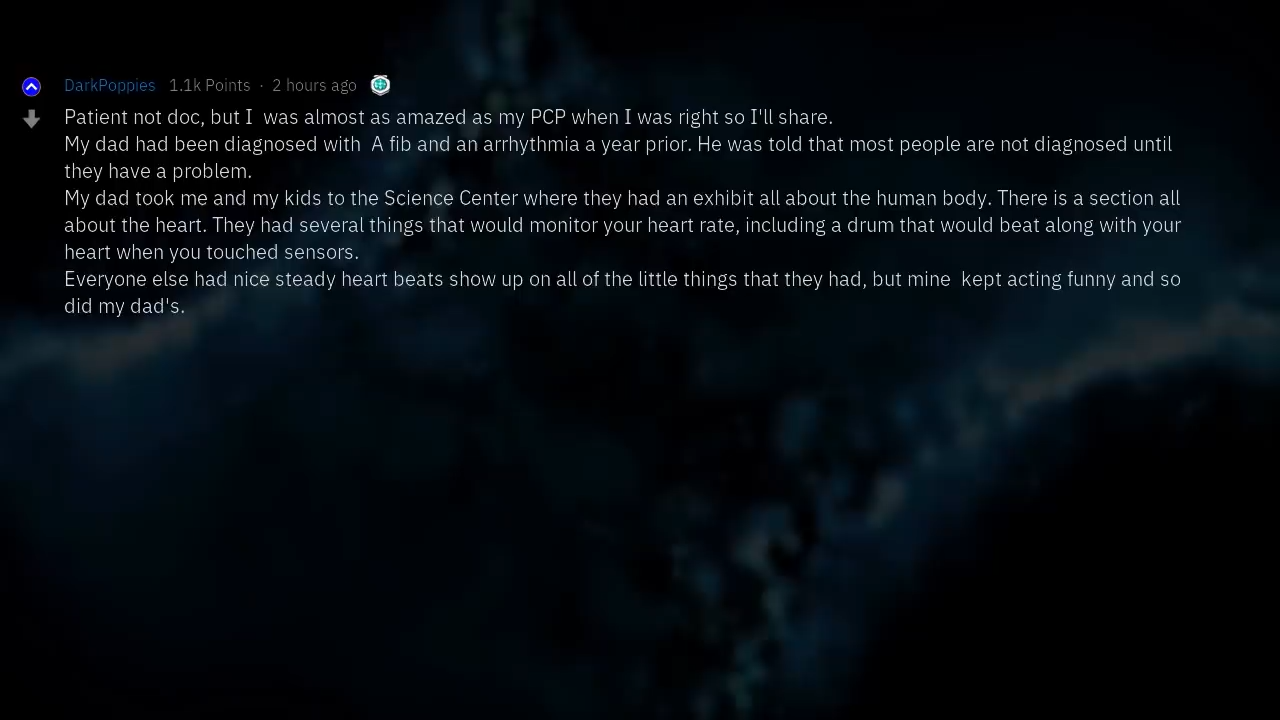 DarkPoppies 1.1k Points · 2 hours ago
Patient not doc, but I was almost as amazed as my PCP when I was right so I'll share.
My dad had been diagnosed with A fib and an arrhythmia a year prior. He was told that most people are not diagnosed until
they have a problem.
My dad took me and my kids to the Science Center where they had an exhibit all about the human body. There is a section all
about the heart. They had several things that would monitor your heart rate, including a drum that would beat along with your
heart when you touched sensors.
Everyone else had nice steady heart beats show up on all of the little things that they had, but mine kept acting funny and so
did my dad's.